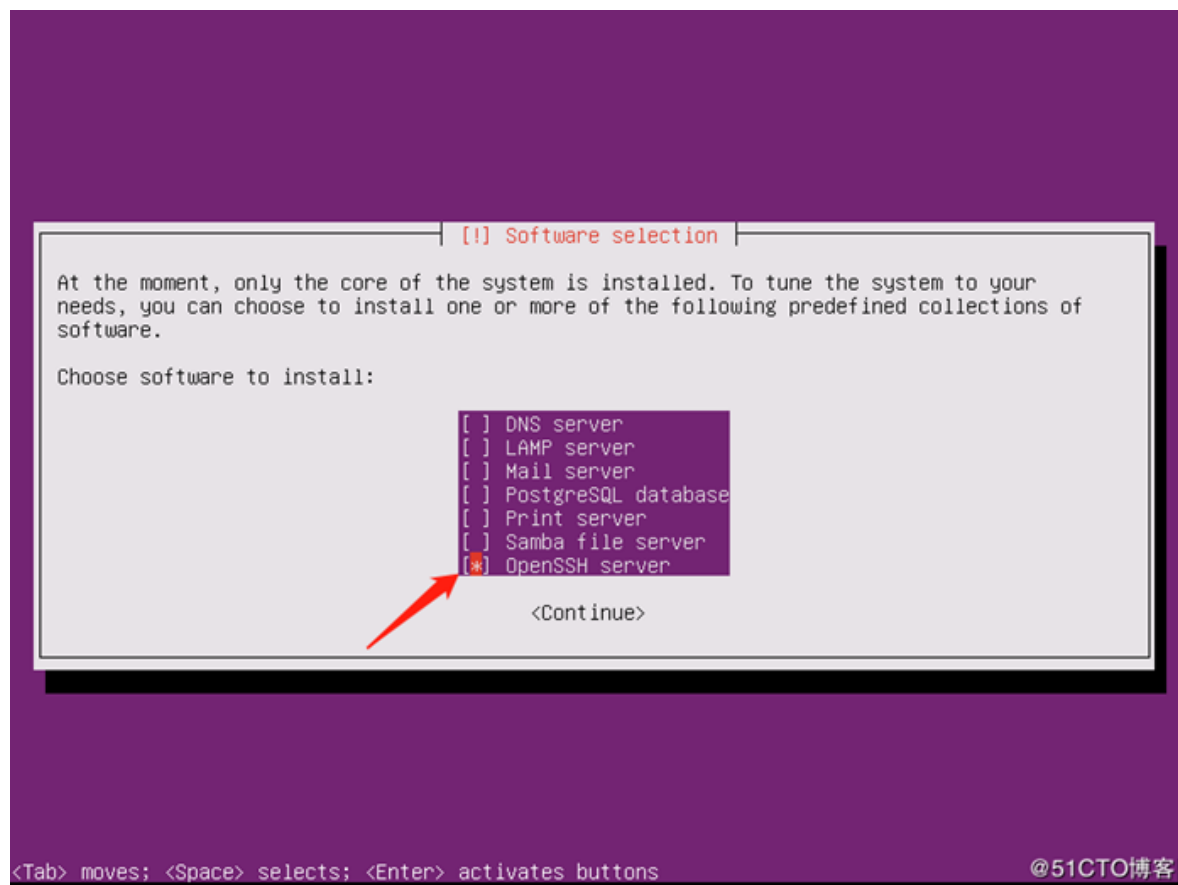 [!] Software selection
At the moment, only the core of the system is installed. To tune the system to your
needs, you can choose to install one or more of the following predefined collections of
software.
Choose software to install:
[ ] DNS server
[ ] LAMP server
[ ] Mail server
[ ] PostgreSQL database
[ ] Print server
[ ] Samba file server
[*] OpenSSH server
<Continue>
<Tab> moves; <Space> selects; <Enter> activates buttons
@51CTO博客